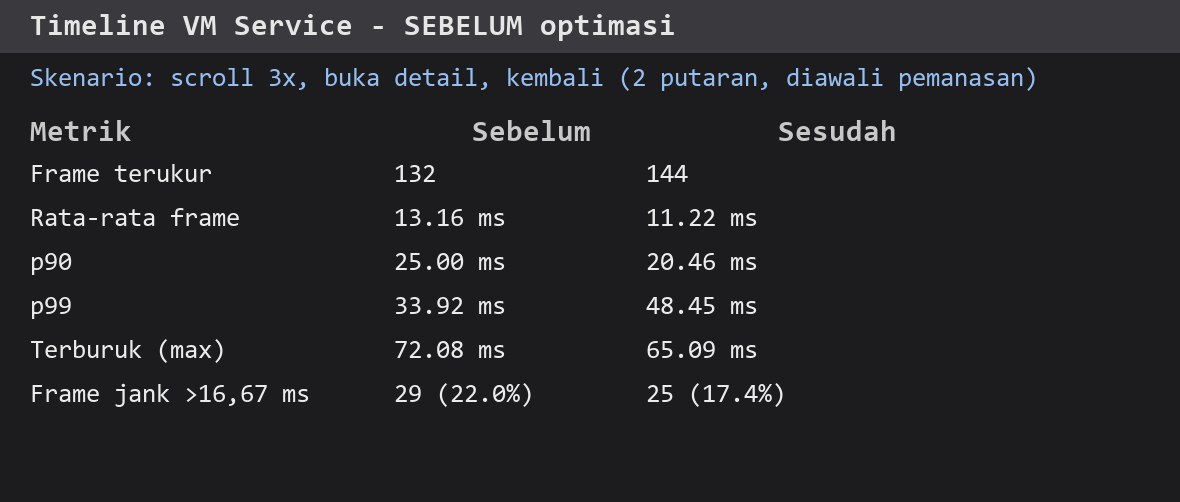 Timeline VM Service - SEBELUM optimasi
Skenario: scroll 3x, buka detail, kembali (2 putaran, diawali pemanasan)
Metrik Sebelum Sesudah
Frame terukur 132 144
Rata-rata frame 13.16 ms 11.22 ms
p90 25.00 ms 20.46 ms
p99 33.92 ms 48.45 ms
Terburuk (max) 72.08 ms 65.09 ms
Frame jank >16,67 ms 29 (22.0%) 25 (17.4%)